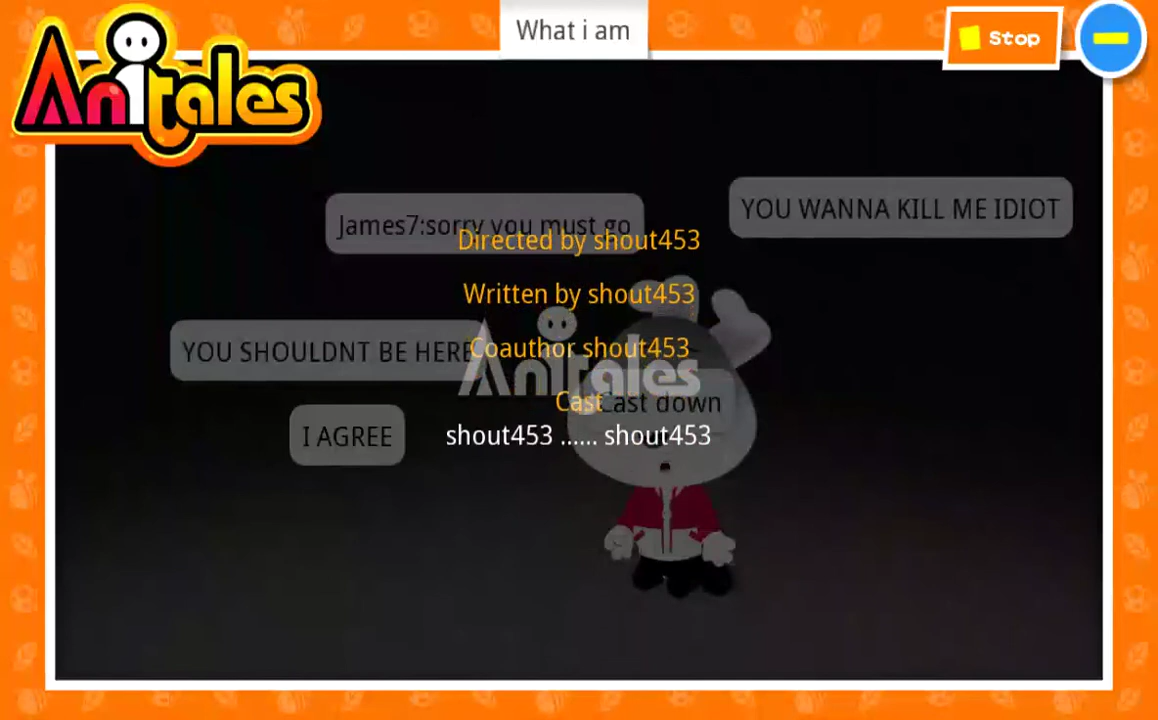 What i am
Stop
Anitales
YOU WANNA KILL ME IDIOT
James7:sorry you must go
Directed by shout453
Written by shout453
YOU SHOULDNT BE HERE
Coauthor shout453
Anitales
Cast
Cast down
I AGREE
shout453 ...... shout453